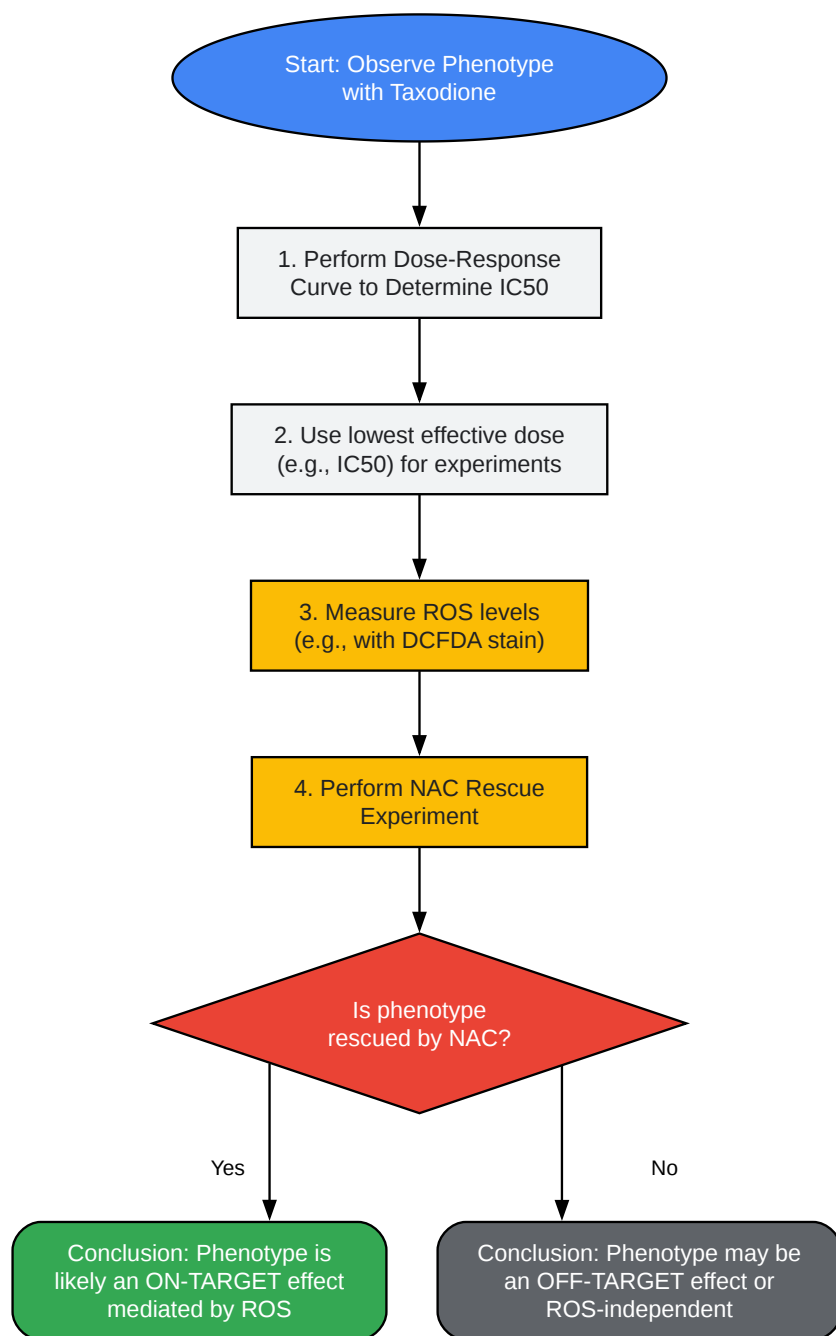 Start: Observe Phenotype
with Taxodione
1. Perform Dose-Response
Curve to Determine IC50
2. Use lowest effective dose
(e.g., IC50) for experiments
3. Measure ROS levels
(e.g., with DCFDA stain)
4. Perform NAC Rescue
Experiment
Is phenotype
rescued by NAC?
Yes
No
Conclusion: Phenotype is
likely an ON-TARGET effect
mediated by ROS
Conclusion: Phenotype may be
an OFF-TARGET effect or
ROS-independent